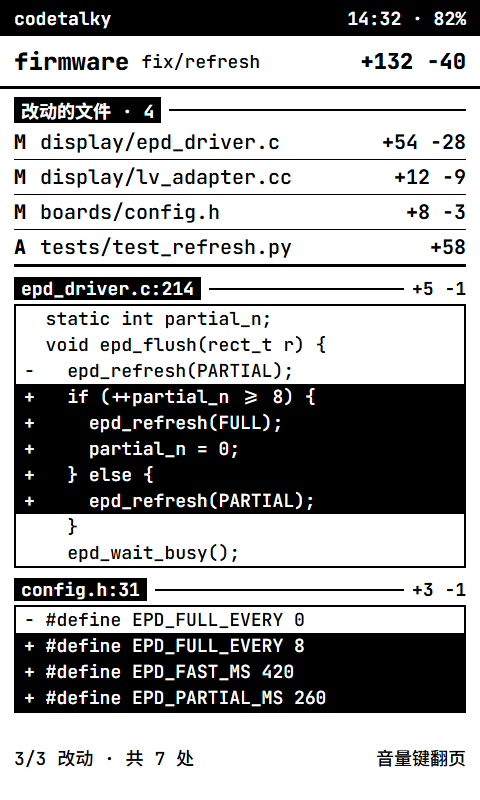 codetalky 14:32 · 82%
firmware fix/refresh +132 -40
改动的文件 · 4
M display/epd_driver.c +54 -28
M display/lv_adapter.cc +12 -9
M boards/config.h +8 -3
A tests/test_refresh.py +58
epd_driver.c:214 +5 -1
static int partial_n;
void epd_flush(rect_t r) {
- epd_refresh(PARTIAL);
+ if (++partial_n >= 8) {
+ epd_refresh(FULL);
+ partial_n = 0;
+ } else {
+ epd_refresh(PARTIAL);
}
epd_wait_busy();
config.h:31 +3 -1
- #define EPD_FULL_EVERY 0
+ #define EPD_FULL_EVERY 8
+ #define EPD_FAST_MS 420
+ #define EPD_PARTIAL_MS 260
3/3 改动 · 共 7 处 音量键翻页